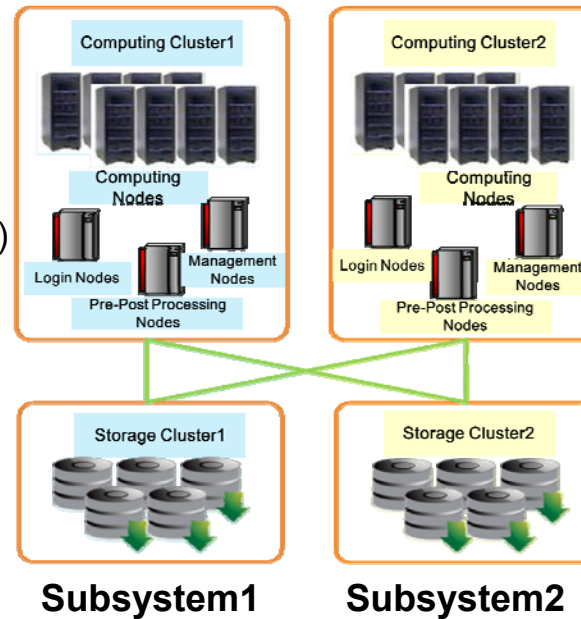 Computing Cluster1
Computing
Nodes
Login Nodes
Management
Nodes
Pre-Post Processing
Nodes
Computing Cluster2
Computing
Nodes
Login Nodes
Management
Nodes
Pre-Post Processing
Nodes
)
Storage Cluster1
Storage Cluster2
Subsystem1
Subsystem2